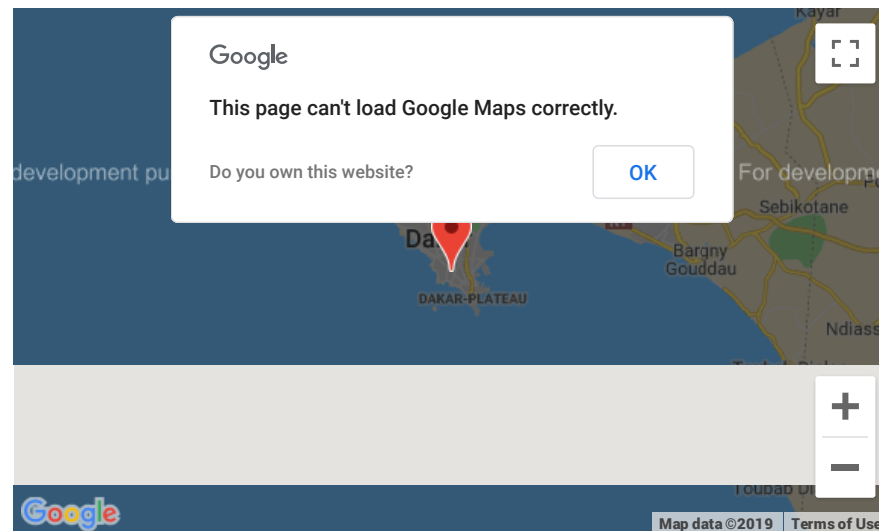 Kayar
Google
This page can't load Google Maps correctly.
development pu
Do you own this website?
OK
For developme
Sebikotane
Bargny
Gouddau
DAKAR-PLATEAU
Ndiass
Google
Map data ©2019
Terms of Use